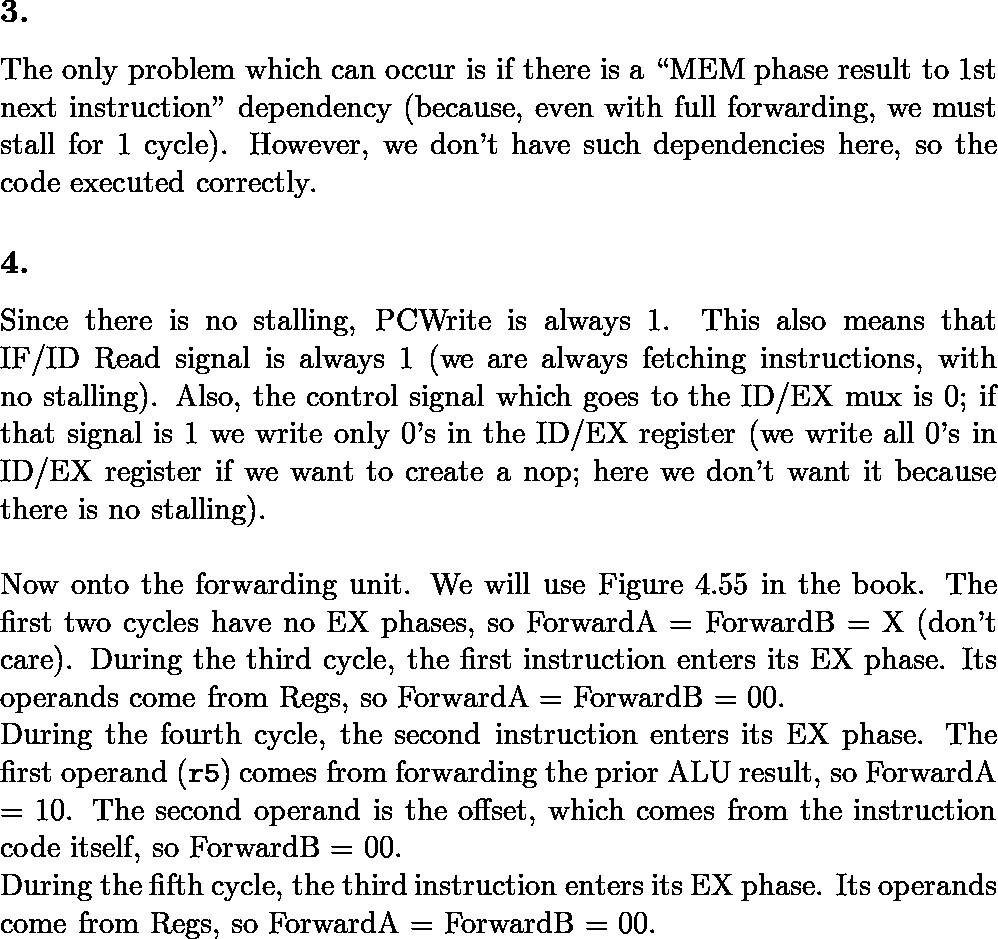 3.
The only problem which can occur is if there is a “MEM phase result to 1st
next instruction” dependency (because, even with full forwarding, we must
stall for 1 cycle). However, we don’t have such dependencies here, so the
code executed correctly.
4.
Since there is no stalling, PCWrite is always 1. This also means that
IF/ID Read signal is always 1 (we are always fetching instructions, with
no stalling). Also, the control signal which goes to the ID/EX mux is 0; if
that signal is 1 we write only 0’s in the ID/EX register (we write all 0’s in
ID/EX register if we want to create a nop; here we don’t want it because
there is no stalling).
Now onto the forwarding unit. We will use Figure 4.55 in the book. The
first two cycles have no EX phases, so ForwardA = ForwardB = X (don’t
care). During the third cycle, the first instruction enters its EX phase. Its
operands come from Regs, so ForwardA = ForwardB = 00.
During the fourth cycle, the second instruction enters its EX phase. The
first operand (r5) comes from forwarding the prior ALU result, so ForwardA
= 10. The second operand is the offset, which comes from the instruction
code itself, so ForwardB = 00.
During the fifth cycle, the third instruction enters its EX phase. Its operands
come from Regs, so ForwardA = ForwardB = 00.